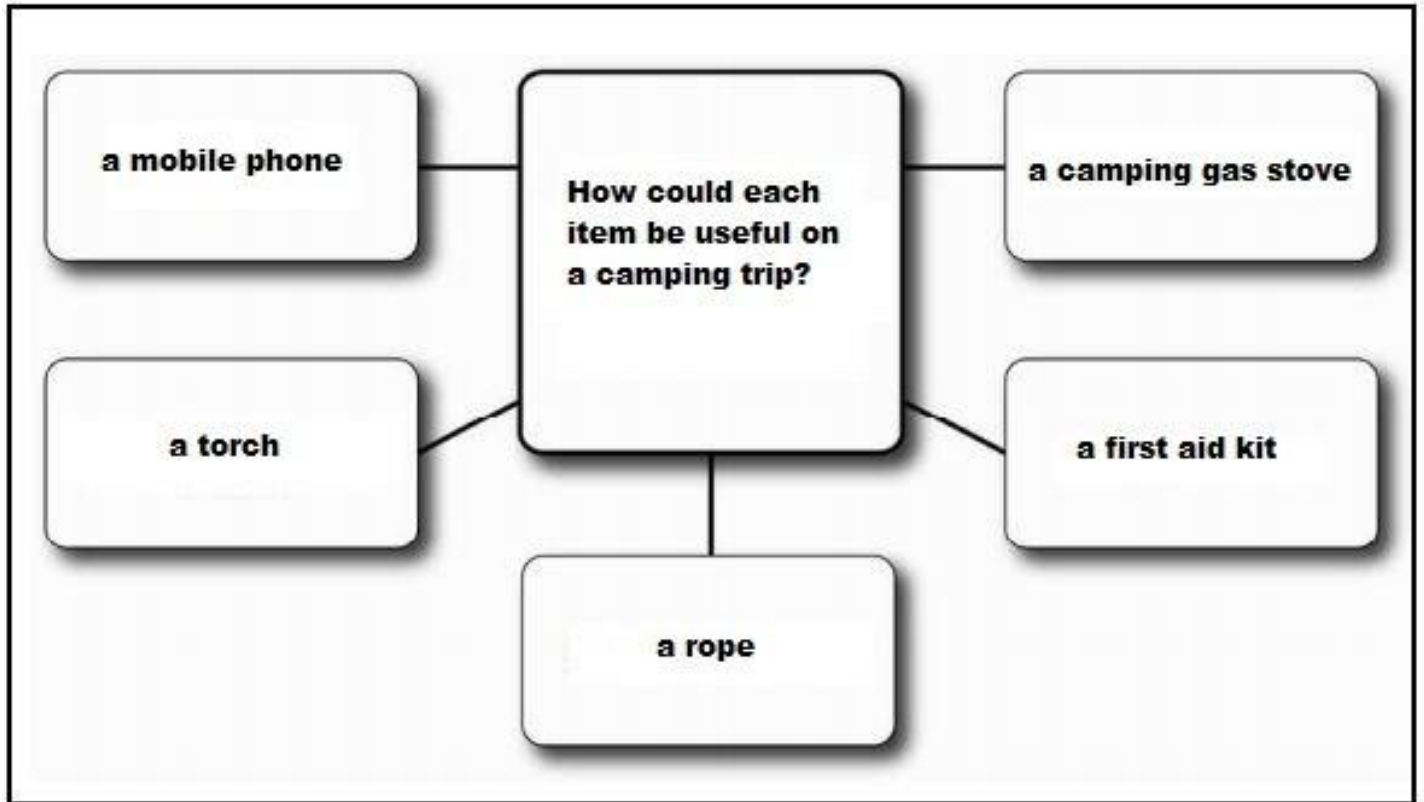 a mobile phone
How could each
item be useful on
a camping trip?
a camping gas stove
a torch
a first aid kit
a rope